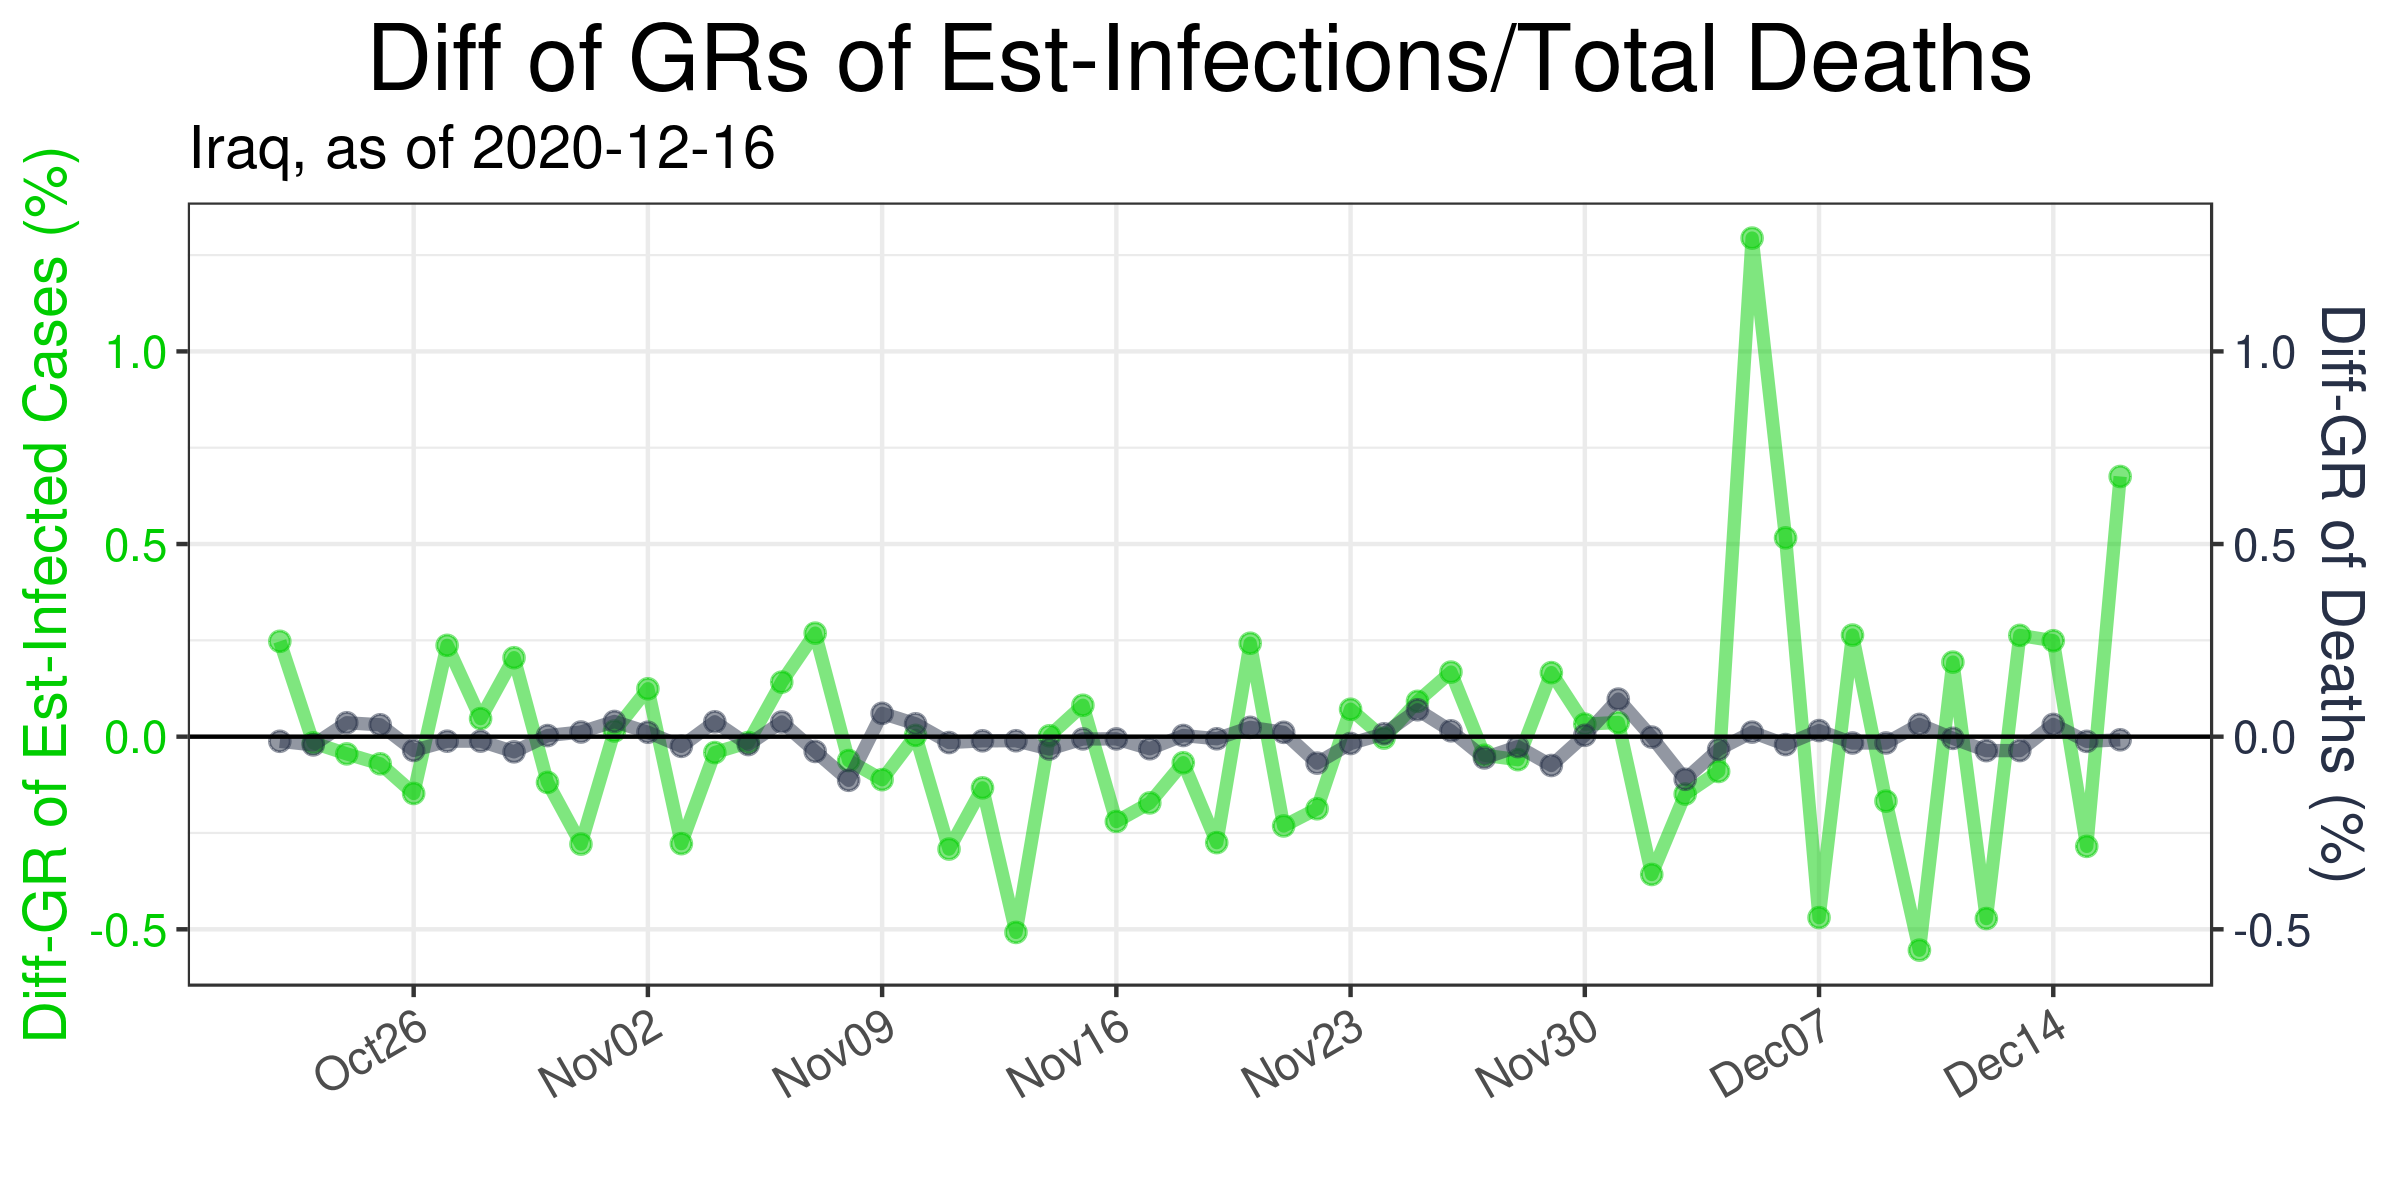 Diff of GRs of Est-Infections/Total Deaths
Iraq, as of 2020-12-16
Diff-GR of Est-Infected Cases (%)
1.0
0.5
0.0
-0.5
1.0
0.5
0.0
-0.5
Diff-GR of Deaths (%)
Oct26 Nov02 Nov09 Nov16 Nov23 Nov30 Dec07 Dec14